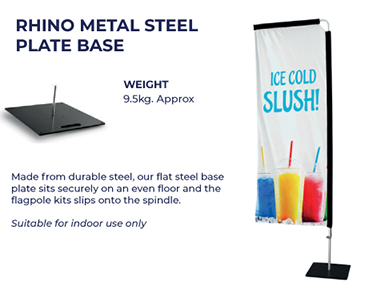 RHINO METAL STEEL
PLATE BASE
WEIGHT
9.5kg. Approx
Made from durable steel, our flat steel base
plate sits securely on an even floor and the
flagpole kits slips onto the spindle.
Suitable for indoor use only
ICE COLD
SLUSH!